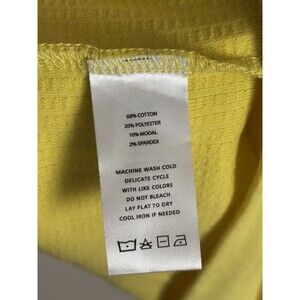 68% COTTON
20% POLYESTER
10% MODAL
2% SPANDEX
MACHINE WASH COLD
DELICATE CYCLE
WITH LIKE COLORS
DO NOT BLEACH
LAY FLAT TO DRY
COOL IRON IF NEEDED